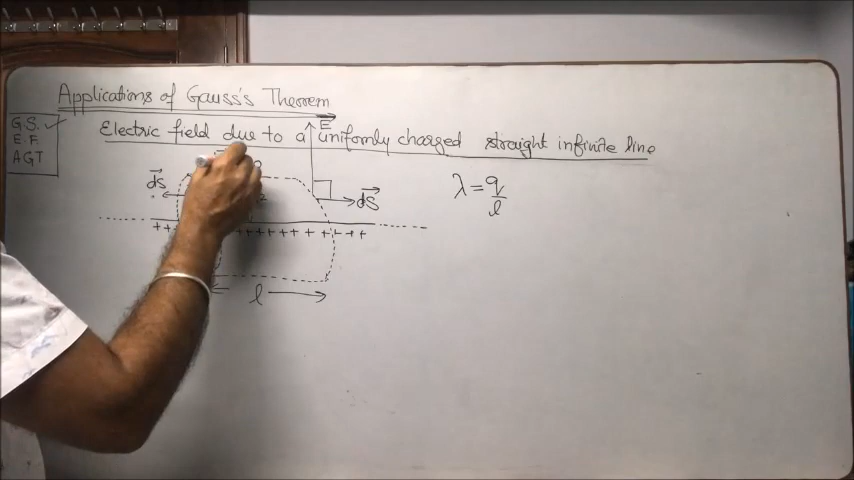 Applications of Gauss's Theorem
G.S. ✓
E.F.
AGT
Electric field due to a uniformly charged straight infinite line
E
dS
dS
λ = q/l
+ + + + + + + + + + + + +
l